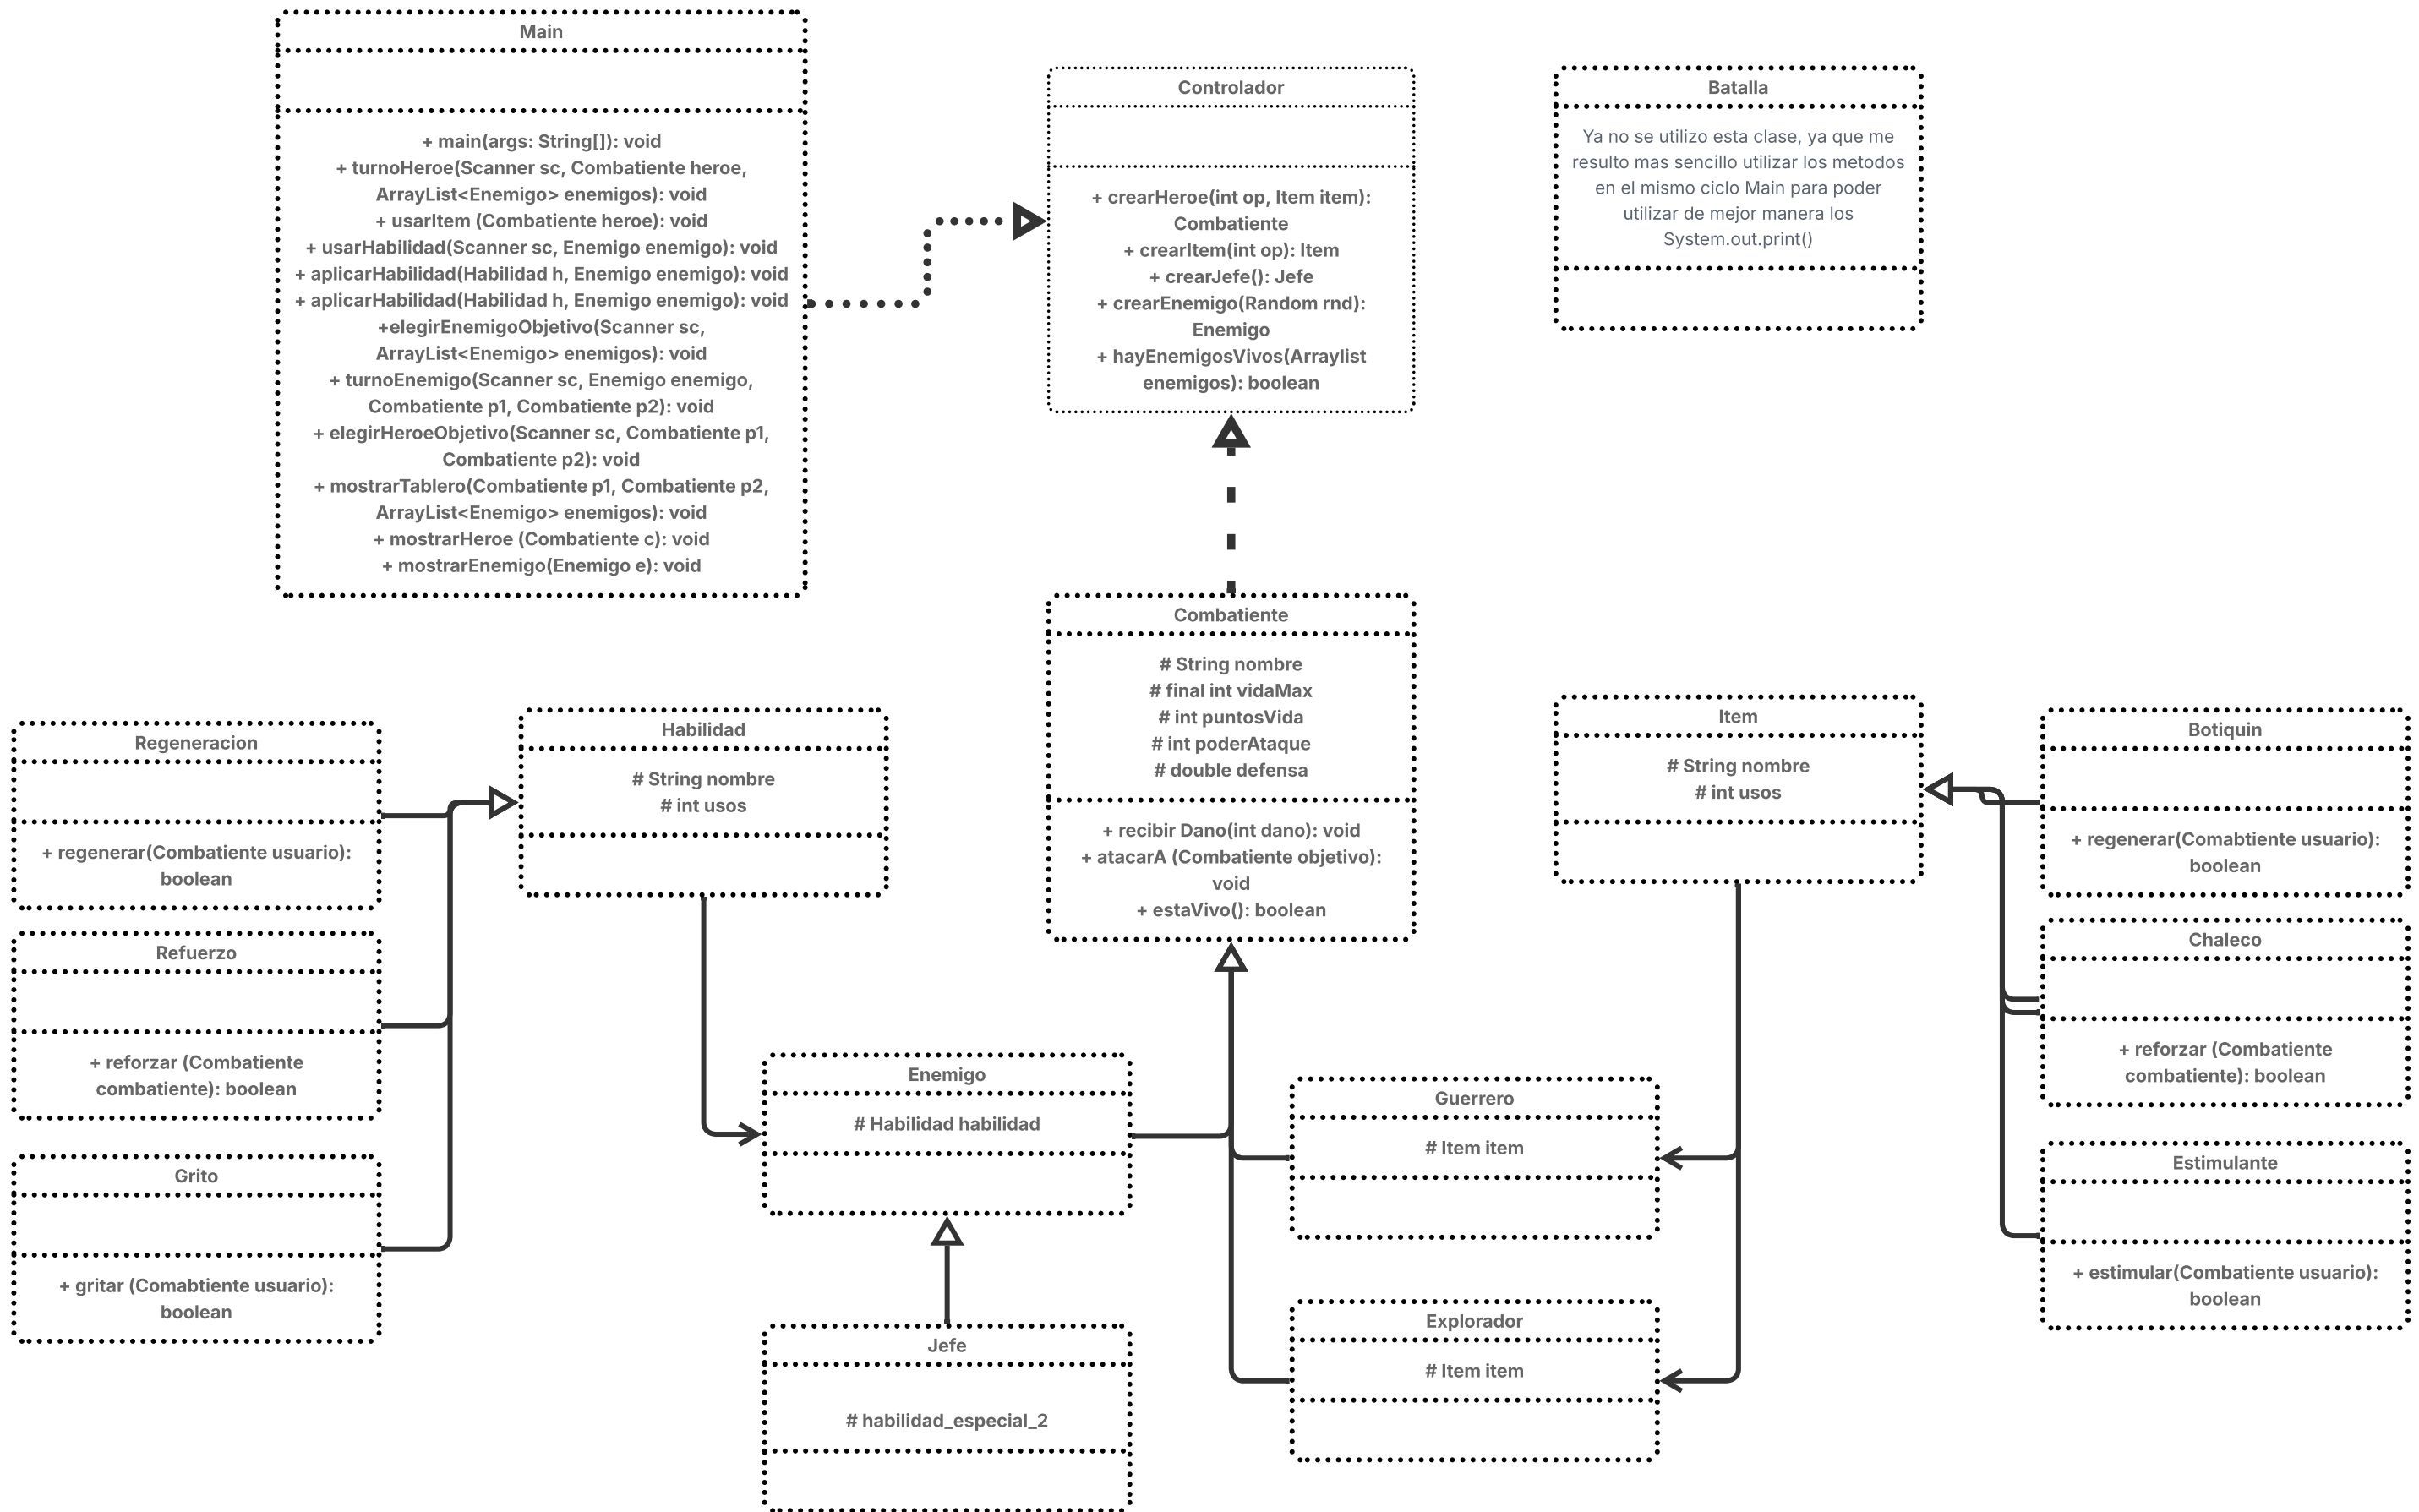 Main
+ main(args: String[]): void
+ turnoHeroe(Scanner sc, Combatiente heroe,
ArrayList<Enemigo> enemigos): void
+ usarItem (Combatiente heroe): void
+ usarHabilidad(Scanner sc, Enemigo enemigo): void
+ aplicarHabilidad(Habilidad h, Enemigo enemigo): void
+ aplicarHabilidad(Habilidad h, Enemigo enemigo): void
+elegirEnemigoObjetivo(Scanner sc,
ArrayList<Enemigo> enemigos): void
+ turnoEnemigo(Scanner sc, Enemigo enemigo,
Combatiente p1, Combatiente p2): void
+ elegirHeroeObjetivo(Scanner sc, Combatiente p1,
Combatiente p2): void
+ mostrarTablero(Combatiente p1, Combatiente p2,
ArrayList<Enemigo> enemigos): void
+ mostrarHeroe (Combatiente c): void
+ mostrarEnemigo(Enemigo e): void
Controlador
+ crearHeroe(int op, Item item):
Combatiente
+ crearItem(int op): Item
+ crearJefe(): Jefe
+ crearEnemigo(Random rnd):
Enemigo
+ hayEnemigosVivos(Arraylist
enemigos): boolean
Batalla
Ya no se utilizo esta clase, ya que me
resulto mas sencillo utilizar los metodos
en el mismo ciclo Main para poder
utilizar de mejor manera los
System.out.print()
Combatiente
# String nombre
# final int vidaMax
# int puntosVida
# int poderAtaque
# double defensa
+ recibir Dano(int dano): void
+ atacarA (Combatiente objetivo):
void
+ estaVivo(): boolean
Regeneracion
+ regenerar(Combatiente usuario):
boolean
Habilidad
# String nombre
# int usos
Item
# String nombre
# int usos
Botiquin
+ regenerar(Comabtiente usuario):
boolean
Refuerzo
+ reforzar (Combatiente
combatiente): boolean
Chaleco
+ reforzar (Combatiente
combatiente): boolean
Grito
+ gritar (Comabtiente usuario):
boolean
Enemigo
# Habilidad habilidad
Guerrero
# Item item
Estimulante
+ estimular(Combatiente usuario):
boolean
Jefe
# habilidad_especial_2
Explorador
# Item item